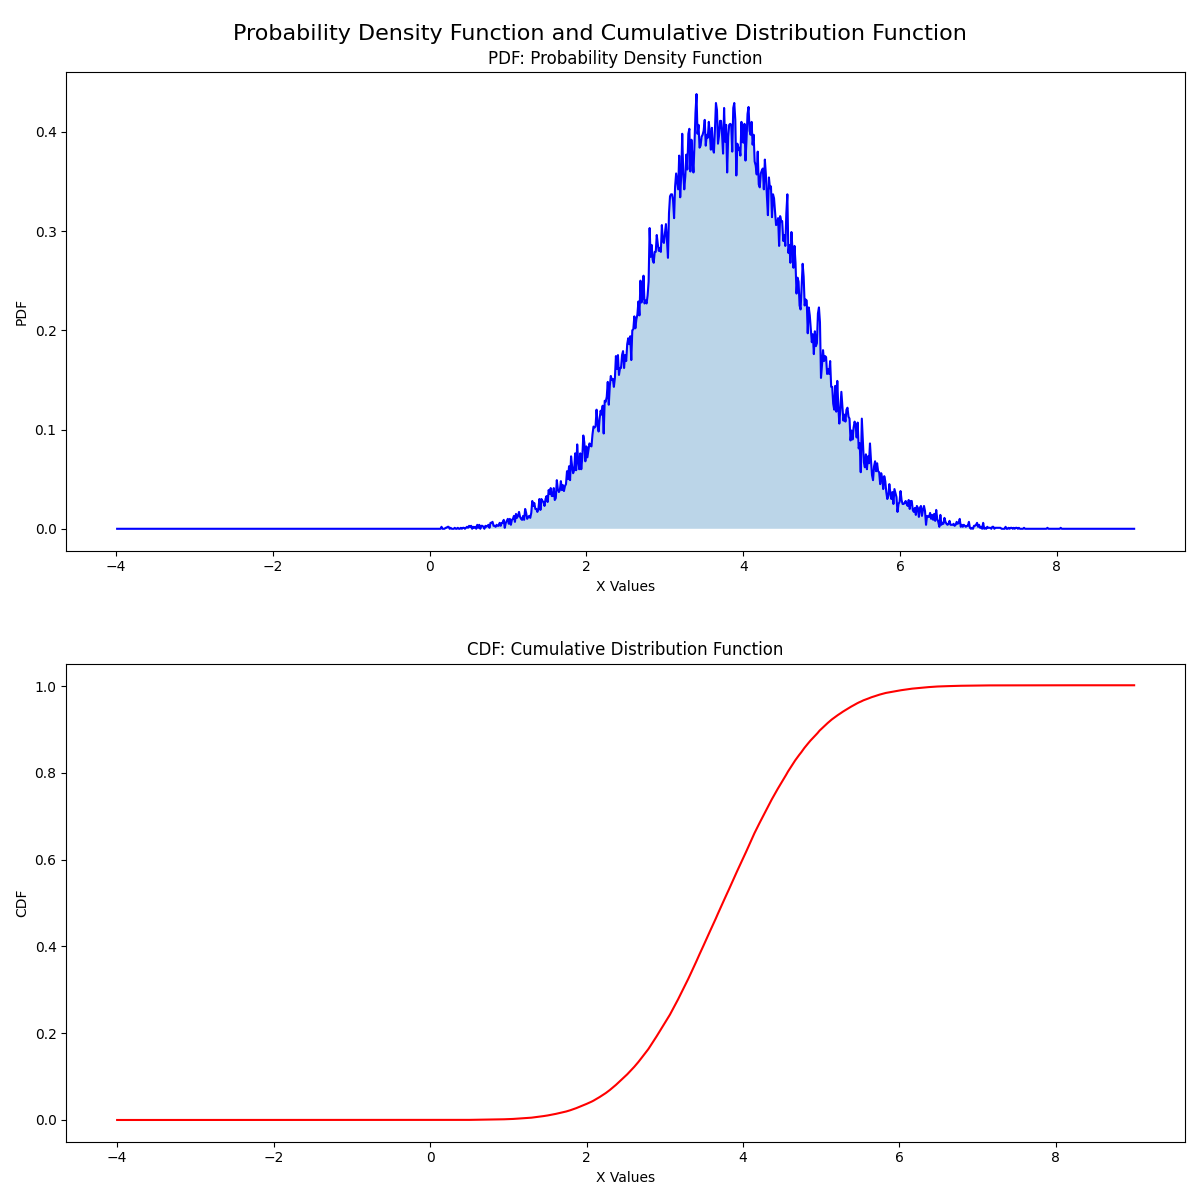 Probability Density Function and Cumulative Distribution Function
PDF: Probability Density Function
0.4
0.3
0.2
0.1
0.0
PDF
−4 −2 0 2 4 6 8
X Values
CDF: Cumulative Distribution Function
1.0
0.8
0.6
0.4
0.2
0.0
CDF
−4 −2 0 2 4 6 8
X Values